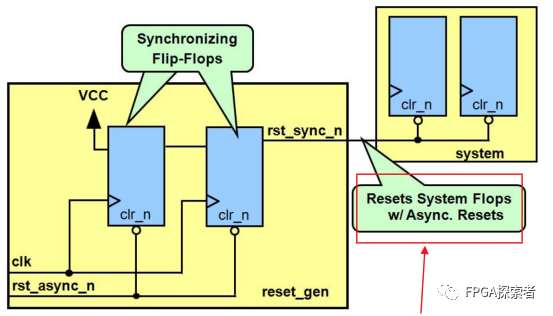 Synchronizing
Flip-Flops
VCC
clr_n
clr_n
rst_sync_n
clr_n
clr_n
system
Resets System Flops
w/ Async. Resets
clk
rst_async_n
reset_gen
FPGA探索者